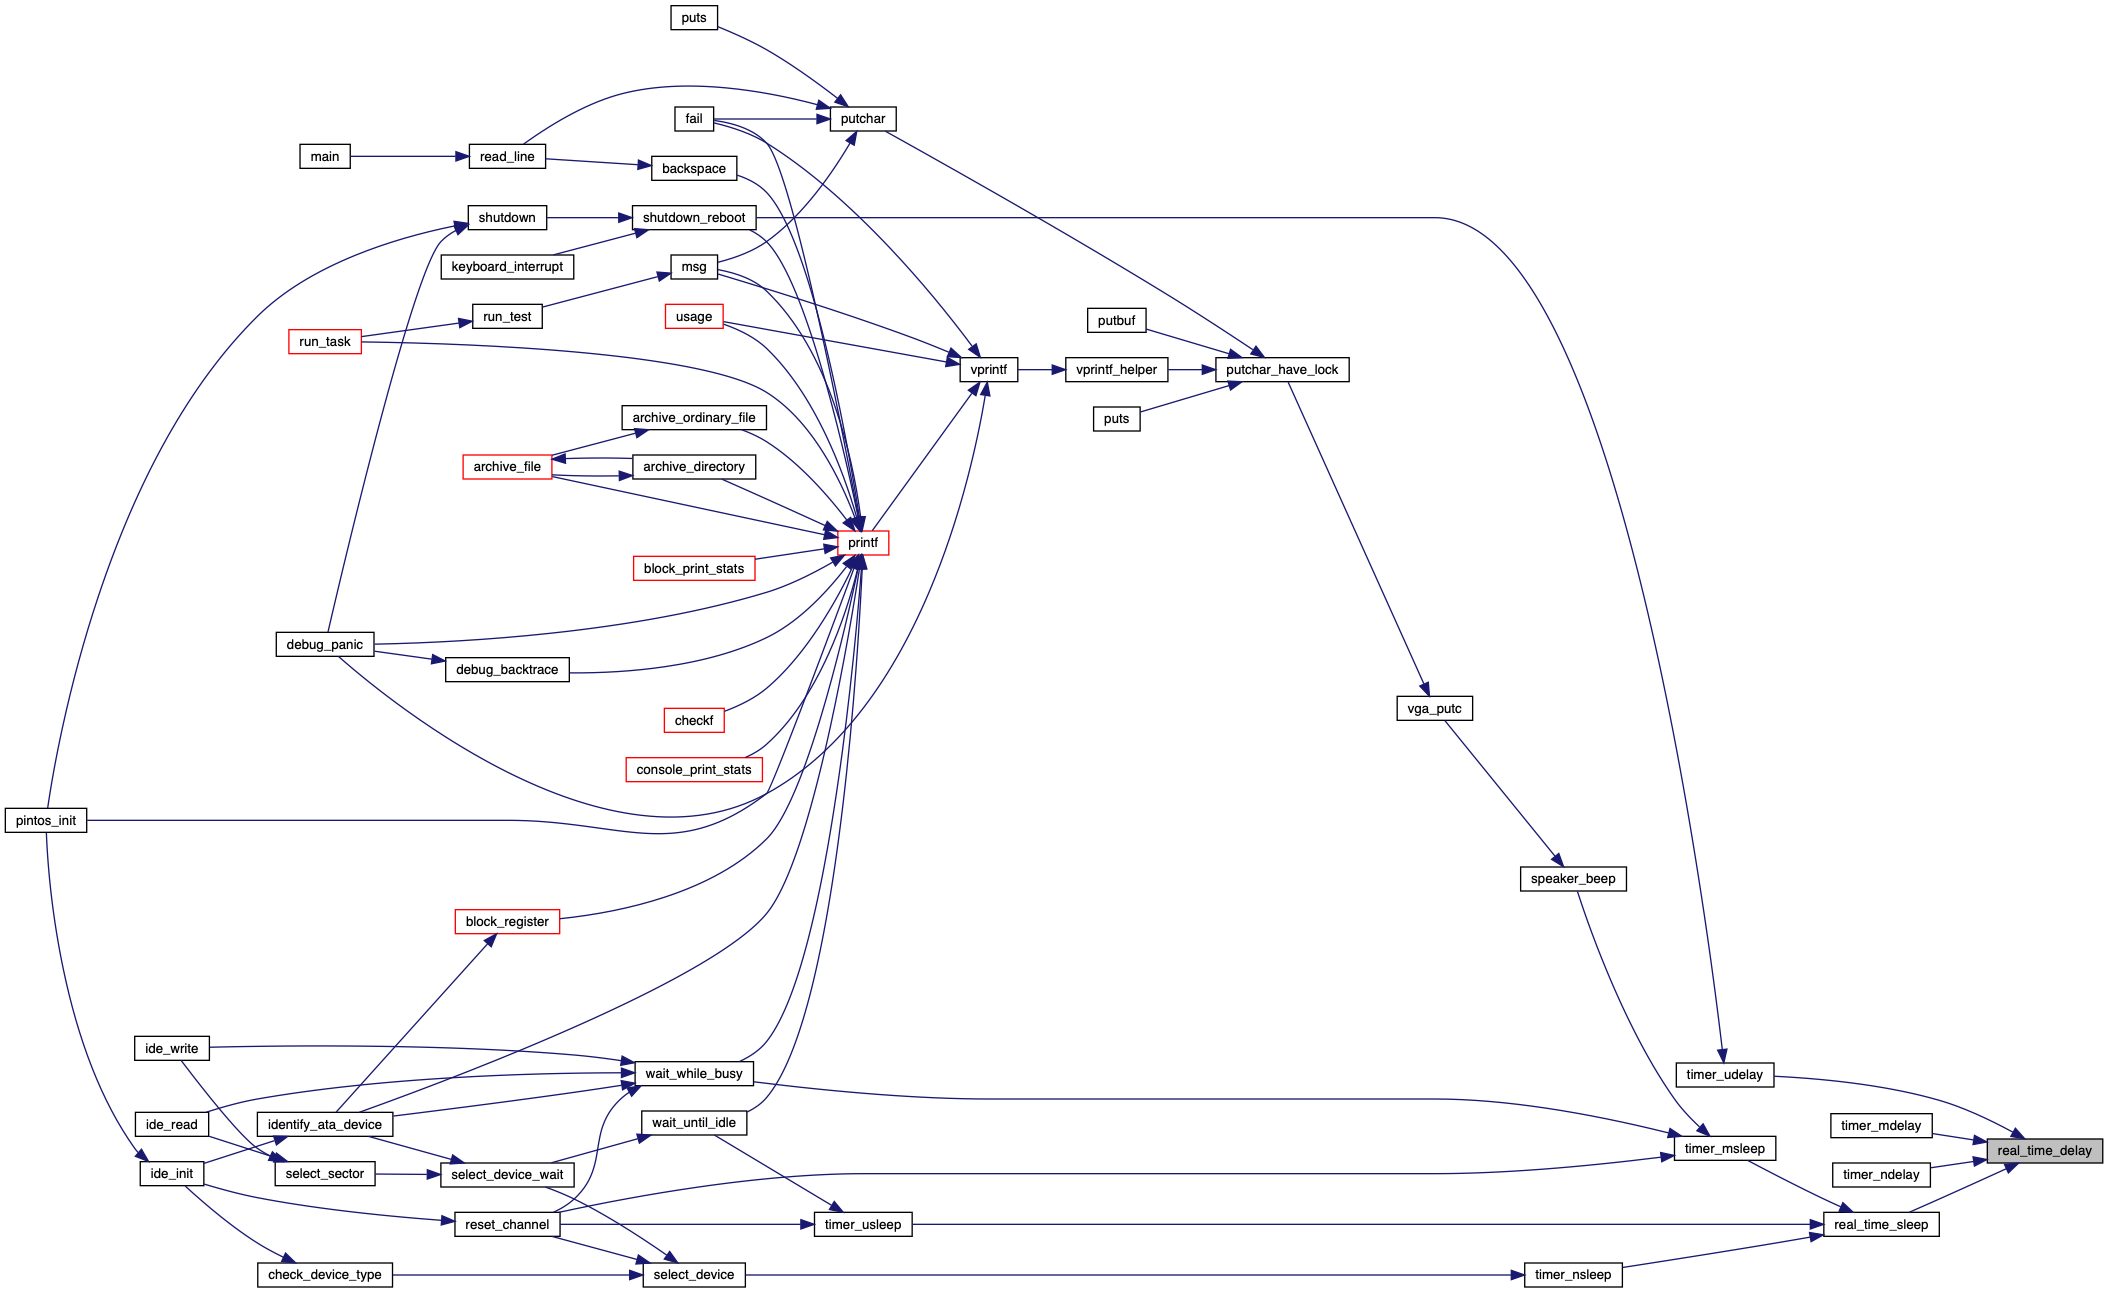 puts
putchar
fail
main
read_line
backspace
shutdown
shutdown_reboot
keyboard_interrupt
msg
run_test
usage
putbuf
run_task
vprintf
vprintf_helper
putchar_have_lock
archive_ordinary_file
puts
archive_file
archive_directory
printf
block_print_stats
debug_panic
debug_backtrace
vga_putc
checkf
console_print_stats
pintos_init
speaker_beep
block_register
ide_write
wait_while_busy
timer_udelay
ide_read
identify_ata_device
wait_until_idle
timer_mdelay
real_time_delay
timer_msleep
ide_init
select_sector
select_device_wait
timer_ndelay
reset_channel
timer_usleep
real_time_sleep
check_device_type
select_device
timer_nsleep